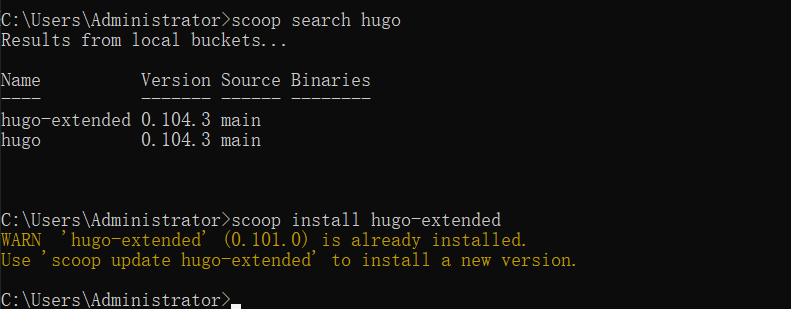 C:\Users\Administrator>scoop search hugo
Results from local buckets...
Name          Version Source Binaries
----          ------- ------ --------
hugo-extended 0.104.3 main
hugo          0.104.3 main
C:\Users\Administrator>scoop install hugo-extended
WARN  'hugo-extended' (0.101.0) is already installed.
Use 'scoop update hugo-extended' to install a new version.
C:\Users\Administrator>